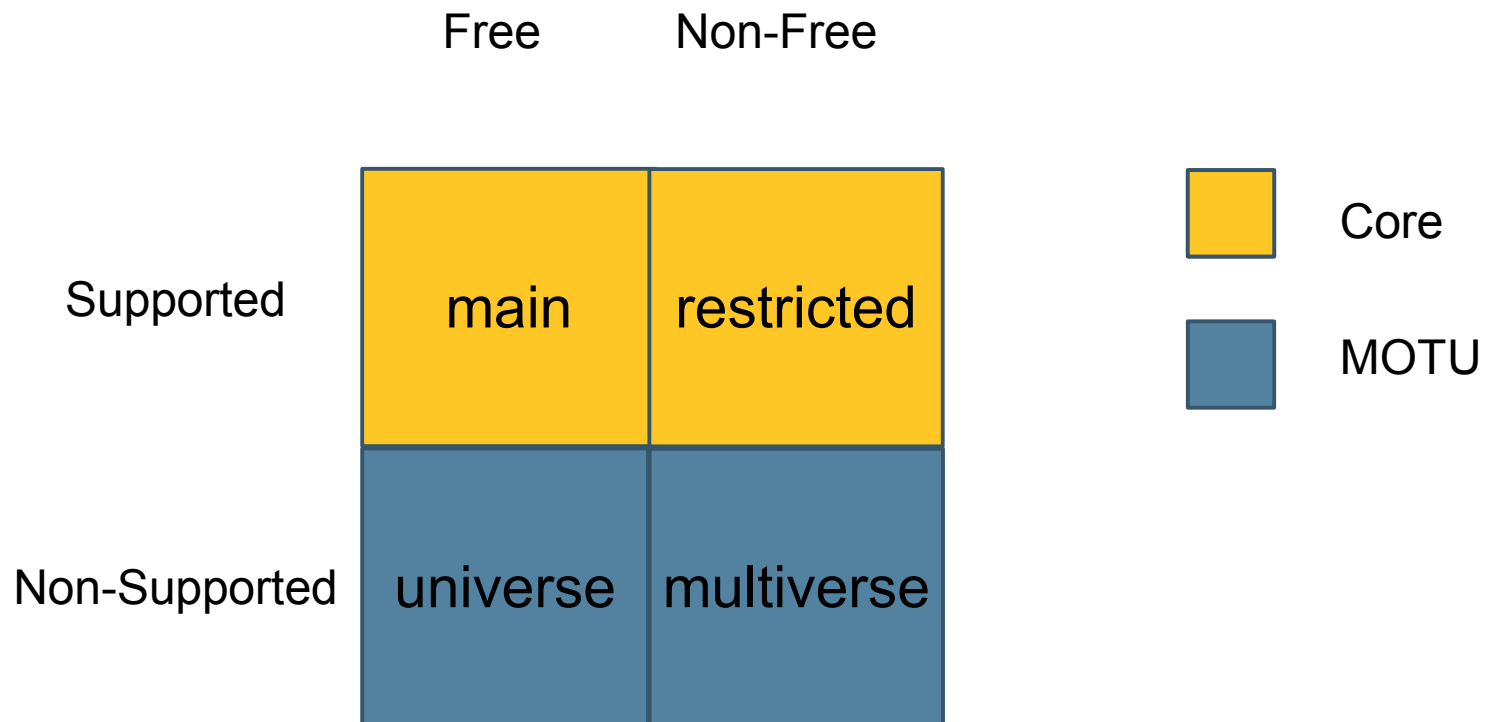 Free Non-Free
Core
Supported main restricted
MOTU
Non-Supported universe multiverse